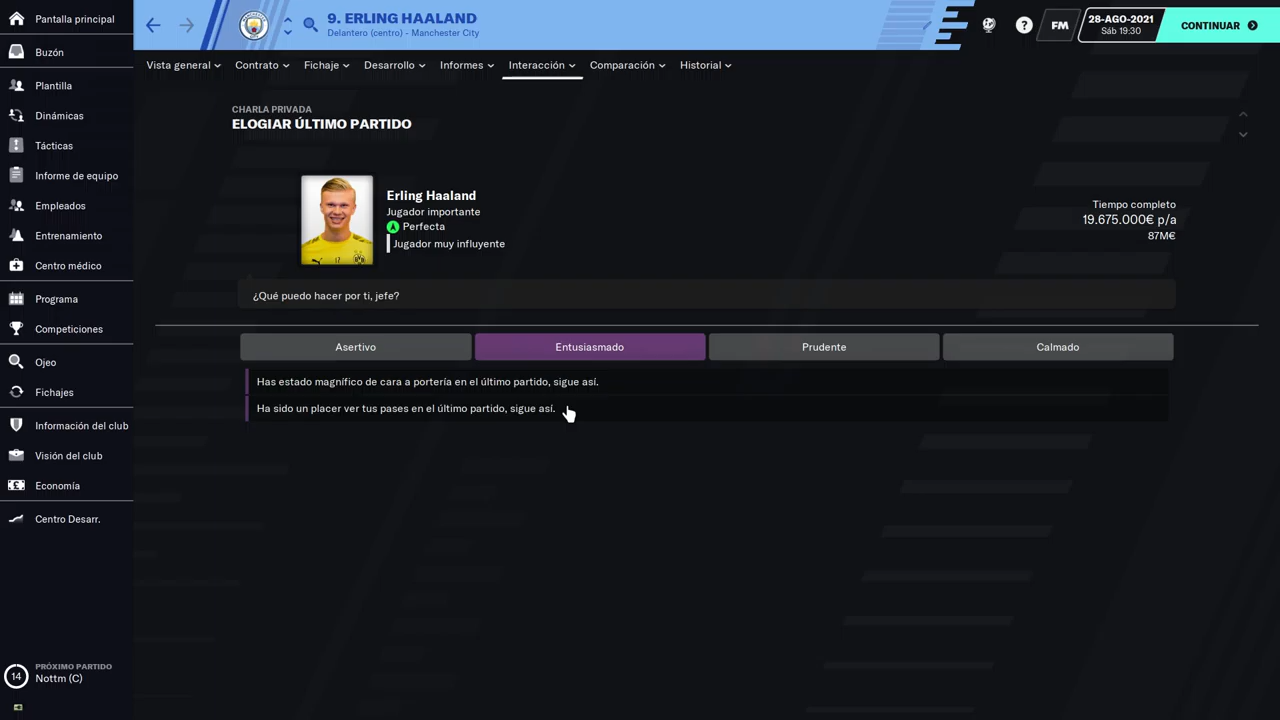 Pantalla principal
Buzón
Plantilla
Dinámicas
Tácticas
Informe de equipo
Empleados
Entrenamiento
Centro médico
Programa
Competiciones
Ojeo
Fichajes
Información del club
Visión del club
Economía
Centro Desarr.
14
PRÓXIMO PARTIDO
Nottm (C)
9. ERLING HAALAND
Delantero (centro) - Manchester City
FM
28-AGO-2021
Sáb 19:30
CONTINUAR
Vista general
Contrato
Fichaje
Desarrollo
Informes
Interacción
Comparación
Historial
CHARLA PRIVADA
ELOGIAR ÚLTIMO PARTIDO
Erling Haaland
Jugador importante
Perfecta
Jugador muy influyente
Tiempo completo
19.675.000€ p/a
87M€
¿Qué puedo hacer por ti, jefe?
Asertivo
Entusiasmado
Prudente
Calmado
Has estado magnífico de cara a portería en el último partido, sigue así.
Ha sido un placer ver tus pases en el último partido, sigue así.